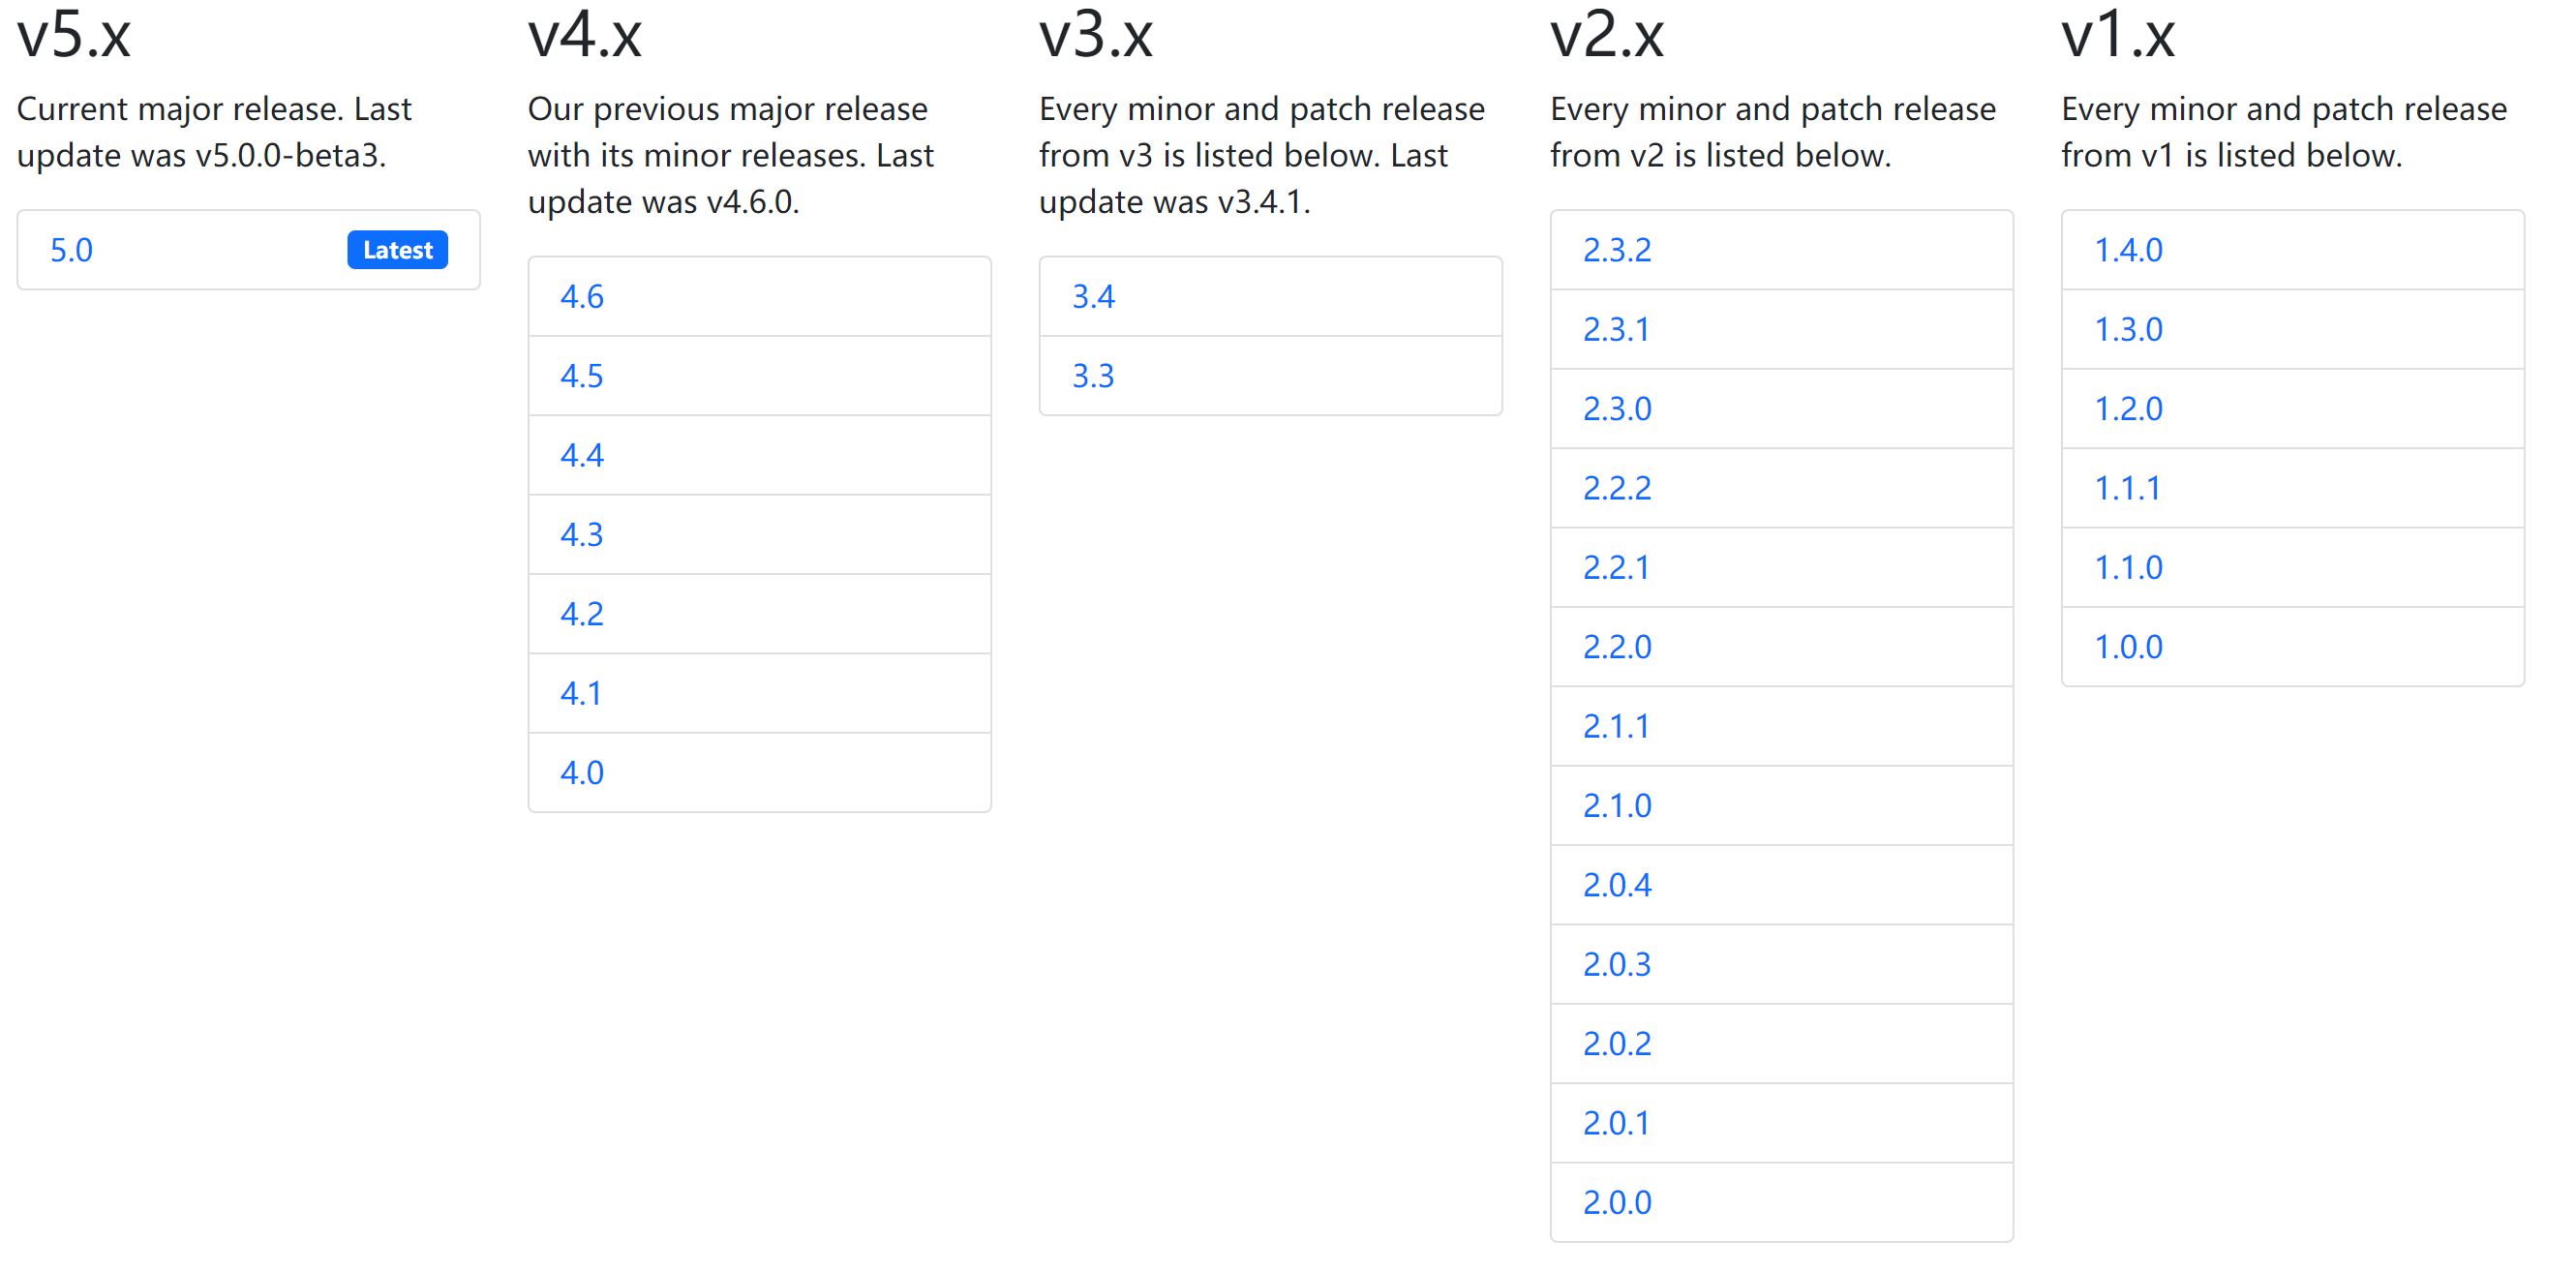 v5.x
Current major release. Last
update was v5.0.0-beta3.
5.0
Latest
v4.x
Our previous major release
with its minor releases. Last
update was v4.6.0.
4.6
4.5
4.4
4.3
4.2
4.1
4.0
v3.x
Every minor and patch release
from v3 is listed below. Last
update was v3.4.1.
3.4
3.3
v2.x
Every minor and patch release
from v2 is listed below.
2.3.2
2.3.1
2.3.0
2.2.2
2.2.1
2.2.0
2.1.1
2.1.0
2.0.4
2.0.3
2.0.2
2.0.1
2.0.0
v1.x
Every minor and patch release
from v1 is listed below.
1.4.0
1.3.0
1.2.0
1.1.1
1.1.0
1.0.0